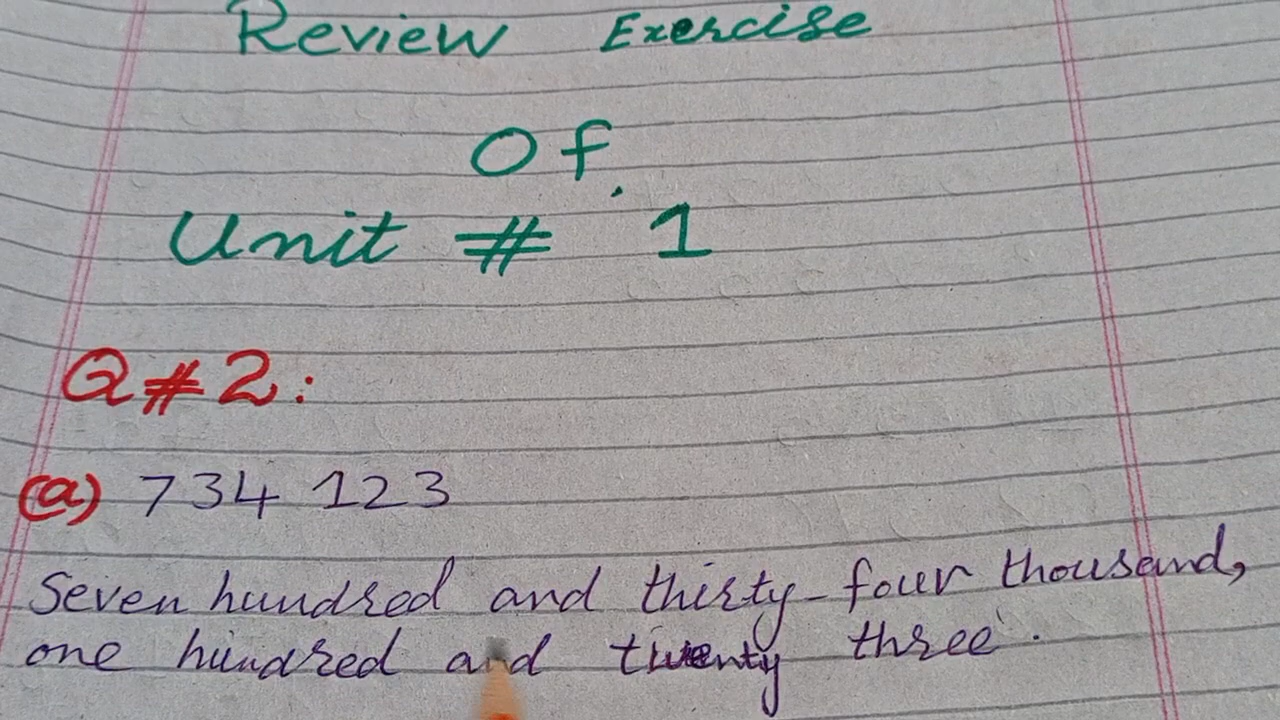 Review Exercise
Of
Unit # 1
Q#2:
(a) 734 123
Seven hundred and thirty-four thousand,
one hundred and twenty three.